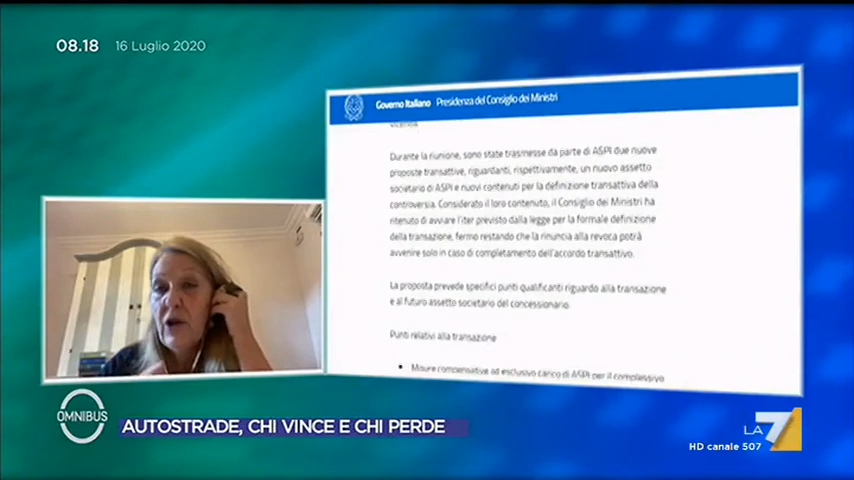 08.18 16 Luglio 2020
Governo Italiano Presidenza del Consiglio dei Ministri
Durante la riunione, sono state trasmesse da parte di ASPI due nuove
proposte transattive, riguardanti, rispettivamente, un nuovo assetto
societario di ASPI e nuovi contenuti per la definizione transattiva della
controversia. Considerato il loro contenuto, il Consiglio dei Ministri ha
ritenuto di avviare l'iter previsto dalla legge per la formale definizione
della transazione, fermo restando che la rinuncia alla revoca potrà
avvenire solo in caso di completamento dell'accordo transattivo.
La proposta prevede specifici punti qualificanti riguardo alla transazione
e al futuro assetto societario del concessionario.
Punti relativi alla transazione
• Misure compensative ad esclusivo carico di ASPI per il complessivo
OMNIBUS
AUTOSTRADE, CHI VINCE E CHI PERDE
LA 7
HD canale 507